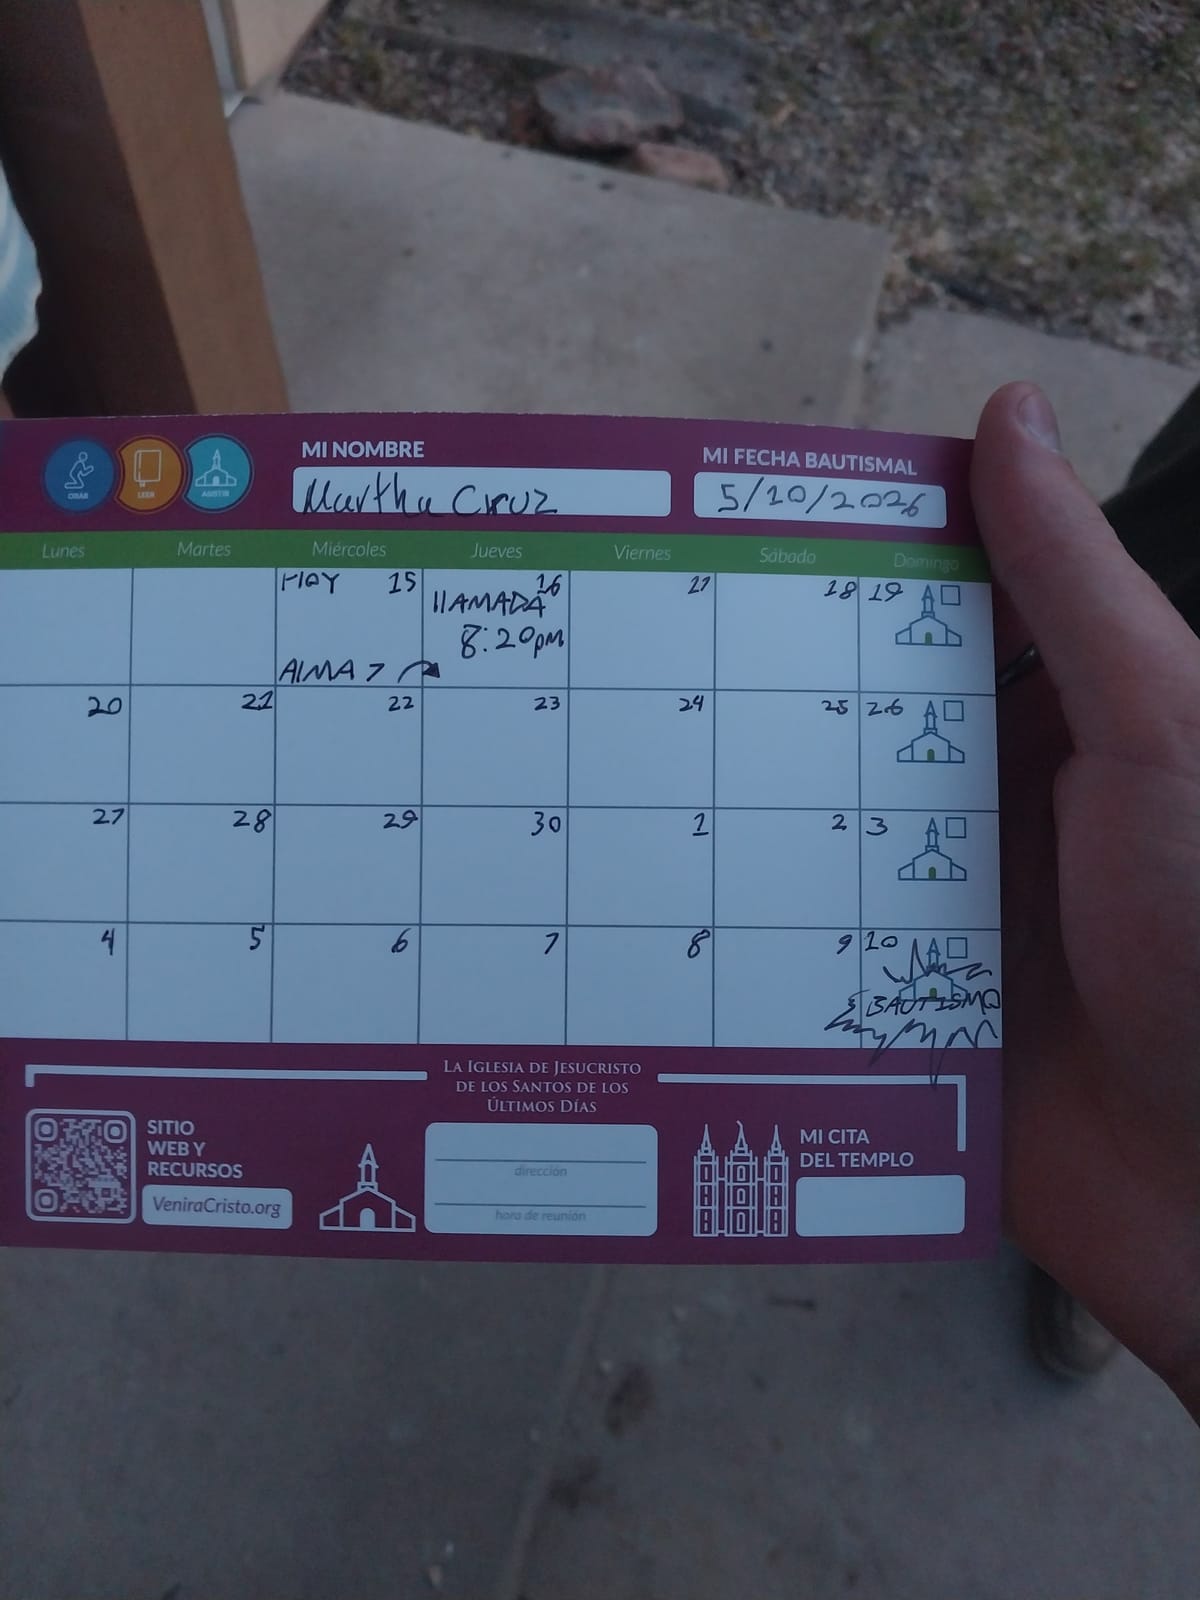 ORAR
LEER
ASISTIR
MI NOMBRE
Martha Cruz
MI FECHA BAUTISMAL
5/10/2026
Lunes Martes Miércoles Jueves Viernes Sábado Domingo
HOY 15 16 17 18 19
llAMADA
8:20pm
AlMA 7
20 21 22 23 24 25 26
27 28 29 30 1 2 3
4 5 6 7 8 9 10
BAUTISMO
LA IGLESIA DE JESUCRISTO
DE LOS SANTOS DE LOS
ÚLTIMOS DÍAS
SITIO
WEB Y
RECURSOS
VeniraCristo.org
dirección
hora de reunión
MI CITA
DEL TEMPLO